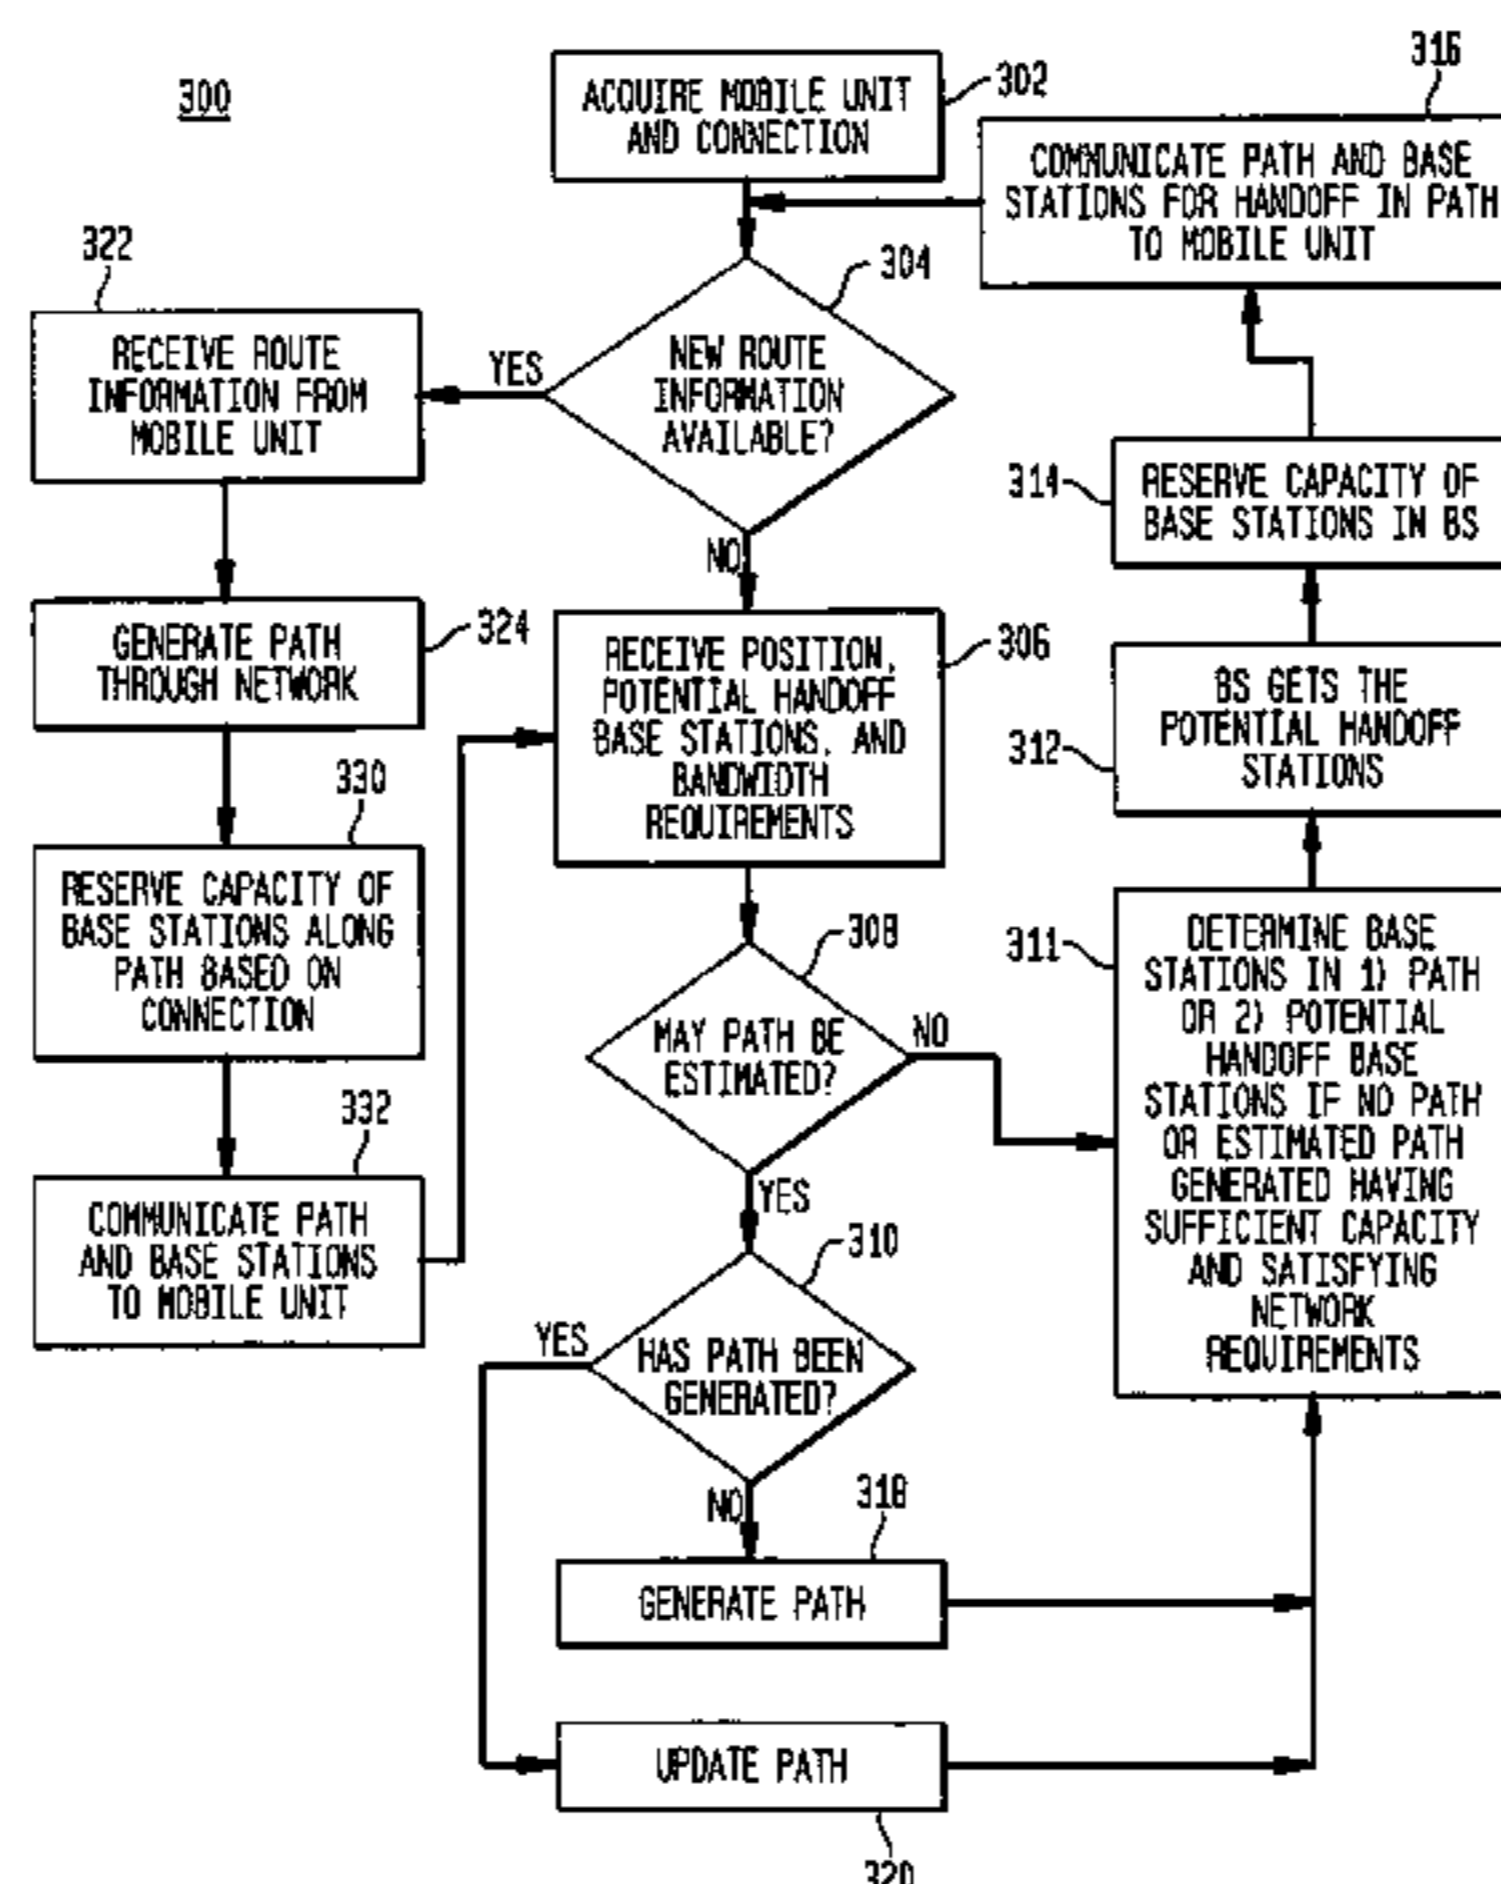 300
ACQUIRE MOBILE UNIT
AND CONNECTION
302
316
COMMUNICATE PATH AND BASE
STATIONS FOR HANDOFF IN PATH
TO MOBILE UNIT
304
NEW ROUTE
INFORMATION
AVAILABLE?
YES
NO
322
RECEIVE ROUTE
INFORMATION FROM
MOBILE UNIT
324
GENERATE PATH
THROUGH NETWORK
330
RESERVE CAPACITY OF
BASE STATIONS ALONG
PATH BASED ON
CONNECTION
332
COMMUNICATE PATH
AND BASE STATIONS
TO MOBILE UNIT
306
RECEIVE POSITION,
POTENTIAL HANDOFF
BASE STATIONS, AND
BANDWIDTH
REQUIREMENTS
308
MAY PATH BE
ESTIMATED?
NO
YES
310
HAS PATH BEEN
GENERATED?
YES
NO
318
GENERATE PATH
UPDATE PATH
320
314
RESERVE CAPACITY OF
BASE STATIONS IN BS
312
BS GETS THE
POTENTIAL HANDOFF
STATIONS
311
DETERMINE BASE
STATIONS IN 1) PATH
OR 2) POTENTIAL
HANDOFF BASE
STATIONS IF NO PATH
OR ESTIMATED PATH
GENERATED HAVING
SUFFICIENT CAPACITY
AND SATISFYING
NETWORK
REQUIREMENTS